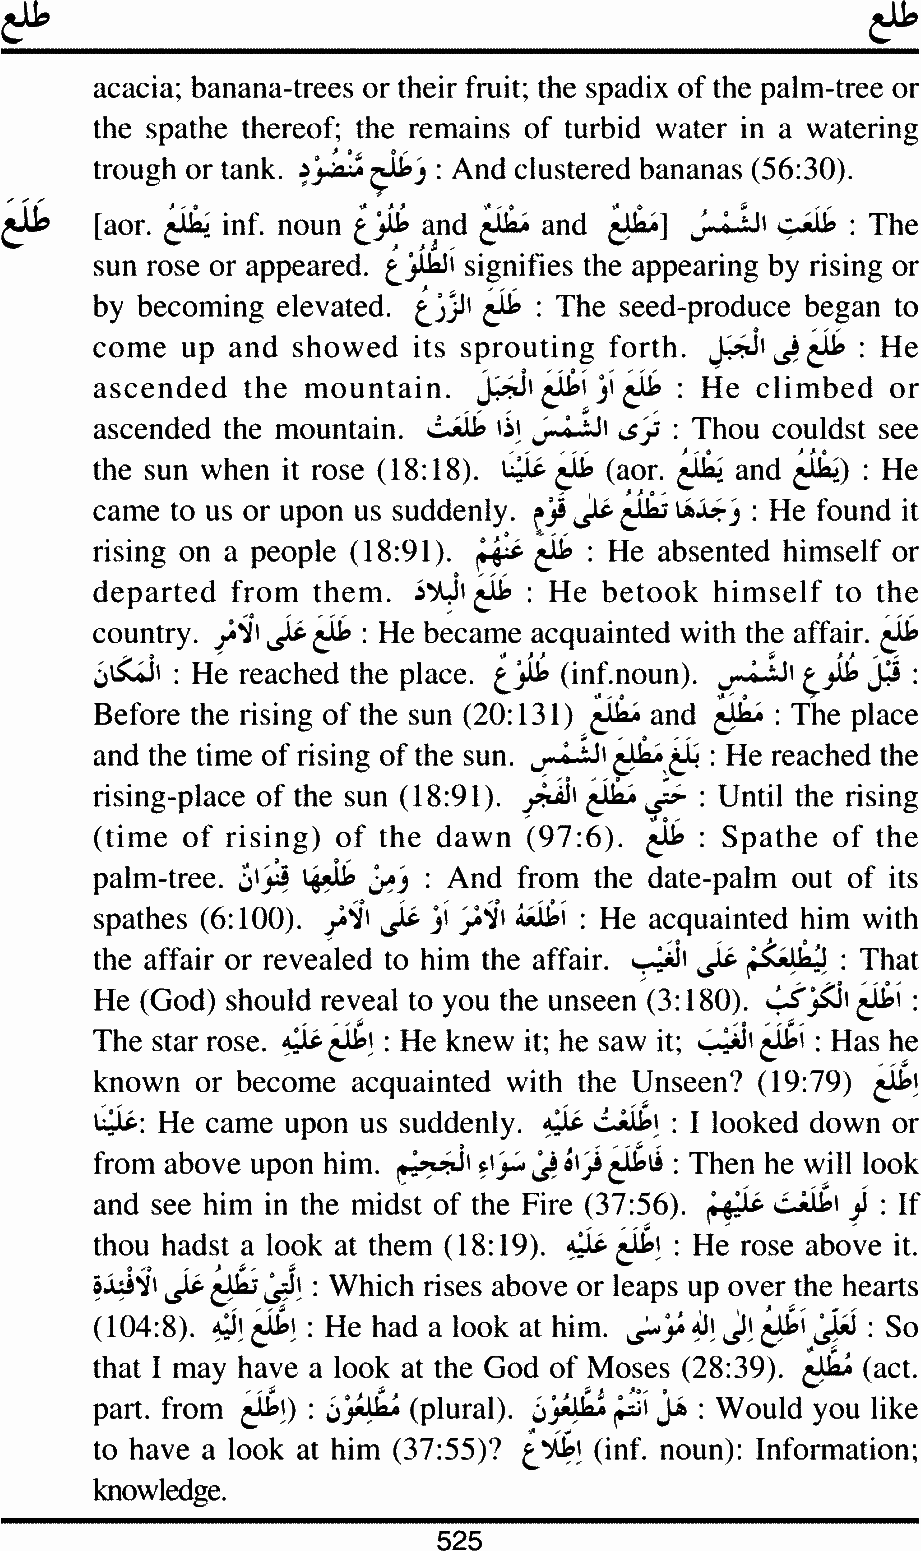 طلع طلع
acacia; banana-trees or their fruit; the spadix of the palm-tree or
the spathe thereof; the remains of turbid water in a watering
trough or tank. وَطَلْحٍ مَّنْضُوْدٍ : And clustered bananas (56:30).
طَلَعَ [aor. يَطْلُعُ inf. noun طُلُوْعٌ and مَطْلَعٌ and مَطْلِعٌ] طَلَعَتِ الشَّمْسُ : The
sun rose or appeared. اَلطُّلُوْعُ signifies the appearing by rising or
by becoming elevated. طَلَعَ الزَّرْعُ : The seed-produce began to
come up and showed its sprouting forth. طَلَعَ فِى الْجَبَلِ : He
ascended the mountain. طَلَعَ اَوْ اَطْلَعَ الْجَبَلَ : He climbed or
ascended the mountain. تَرَى الشَّمْسَ اِذَا طَلَعَتْ : Thou couldst see
the sun when it rose (18:18). طَلَعَ عَلَيْنَا (aor. يَطْلُعُ and يَطْلَعُ) : He
came to us or upon us suddenly. وَجَدَهَا تَطْلُعُ عَلٰى قَوْمٍ : He found it
rising on a people (18:91). طَلَعَ عَنْهُمْ : He absented himself or
departed from them. طَلَعَ الْبِلَادَ : He betook himself to the
country. طَلَعَ عَلَى الْاَمْرِ : He became acquainted with the affair. طَلَعَ
الْمَكَانَ : He reached the place. طُلُوْعٌ (inf.noun). قَبْلَ طُلُوعِ الشَّمْسِ :
Before the rising of the sun (20:131) مَطْلَعٌ and مَطْلِعٌ : The place
and the time of rising of the sun. بَلَغَ مَطْلِعَ الشَّمْسِ : He reached the
rising-place of the sun (18:91). حَتّٰى مَطْلَعِ الْفَجْرِ : Until the rising
(time of rising) of the dawn (97:6). طَلْعٌ : Spathe of the
palm-tree. وَمِنْ طَلْعِهَا قِنْوَانٌ : And from the date-palm out of its
spathes (6:100). اَطْلَعَهُ الْاَمْرَ اَوْ عَلَى الْاَمْرِ : He acquainted him with
the affair or revealed to him the affair. لِيُطْلِعَكُمْ عَلَى الْغَيْبِ : That
He (God) should reveal to you the unseen (3:180). اَطْلَعَ الْكَوْكَبُ :
The star rose. اِطَّلَعَ عَلَيْهِ : He knew it; he saw it; اَطَّلَعَ الْغَيْبَ : Has he
known or become acquainted with the Unseen? (19:79) اِطَّلَعَ
عَلَيْنَا: He came upon us suddenly. اِطَّلَعْتُ عَلَيْهِ : I looked down or
from above upon him. فَاطَّلَعَ فَرَاٰهُ فِىْ سَوَاءِ الْجَحِيْمِ : Then he will look
and see him in the midst of the Fire (37:56). لَوِ اطَّلَعْتَ عَلَيْهِمْ : If
thou hadst a look at them (18:19). اِطَّلَعَ عَلَيْهِ : He rose above it.
اِلَّتِىْ تَطَّلِعُ عَلَى الْاَفْئِدَةِ : Which rises above or leaps up over the hearts
(104:8). اِطَّلَعَ اِلَيْهِ : He had a look at him. لَعَلِّىْ اَطَّلِعُ اِلٰى اِلٰهِ مُوْسٰى : So
that I may have a look at the God of Moses (28:39). مُطَّلِعٌ (act.
part. from اِطَّلَعَ) : مُطَّلِعُوْنَ (plural). هَلْ اَنْتُمْ مُّطَّلِعُوْنَ : Would you like
to have a look at him (37:55)? اِطِّلَاعٌ (inf. noun): Information;
knowledge.
525